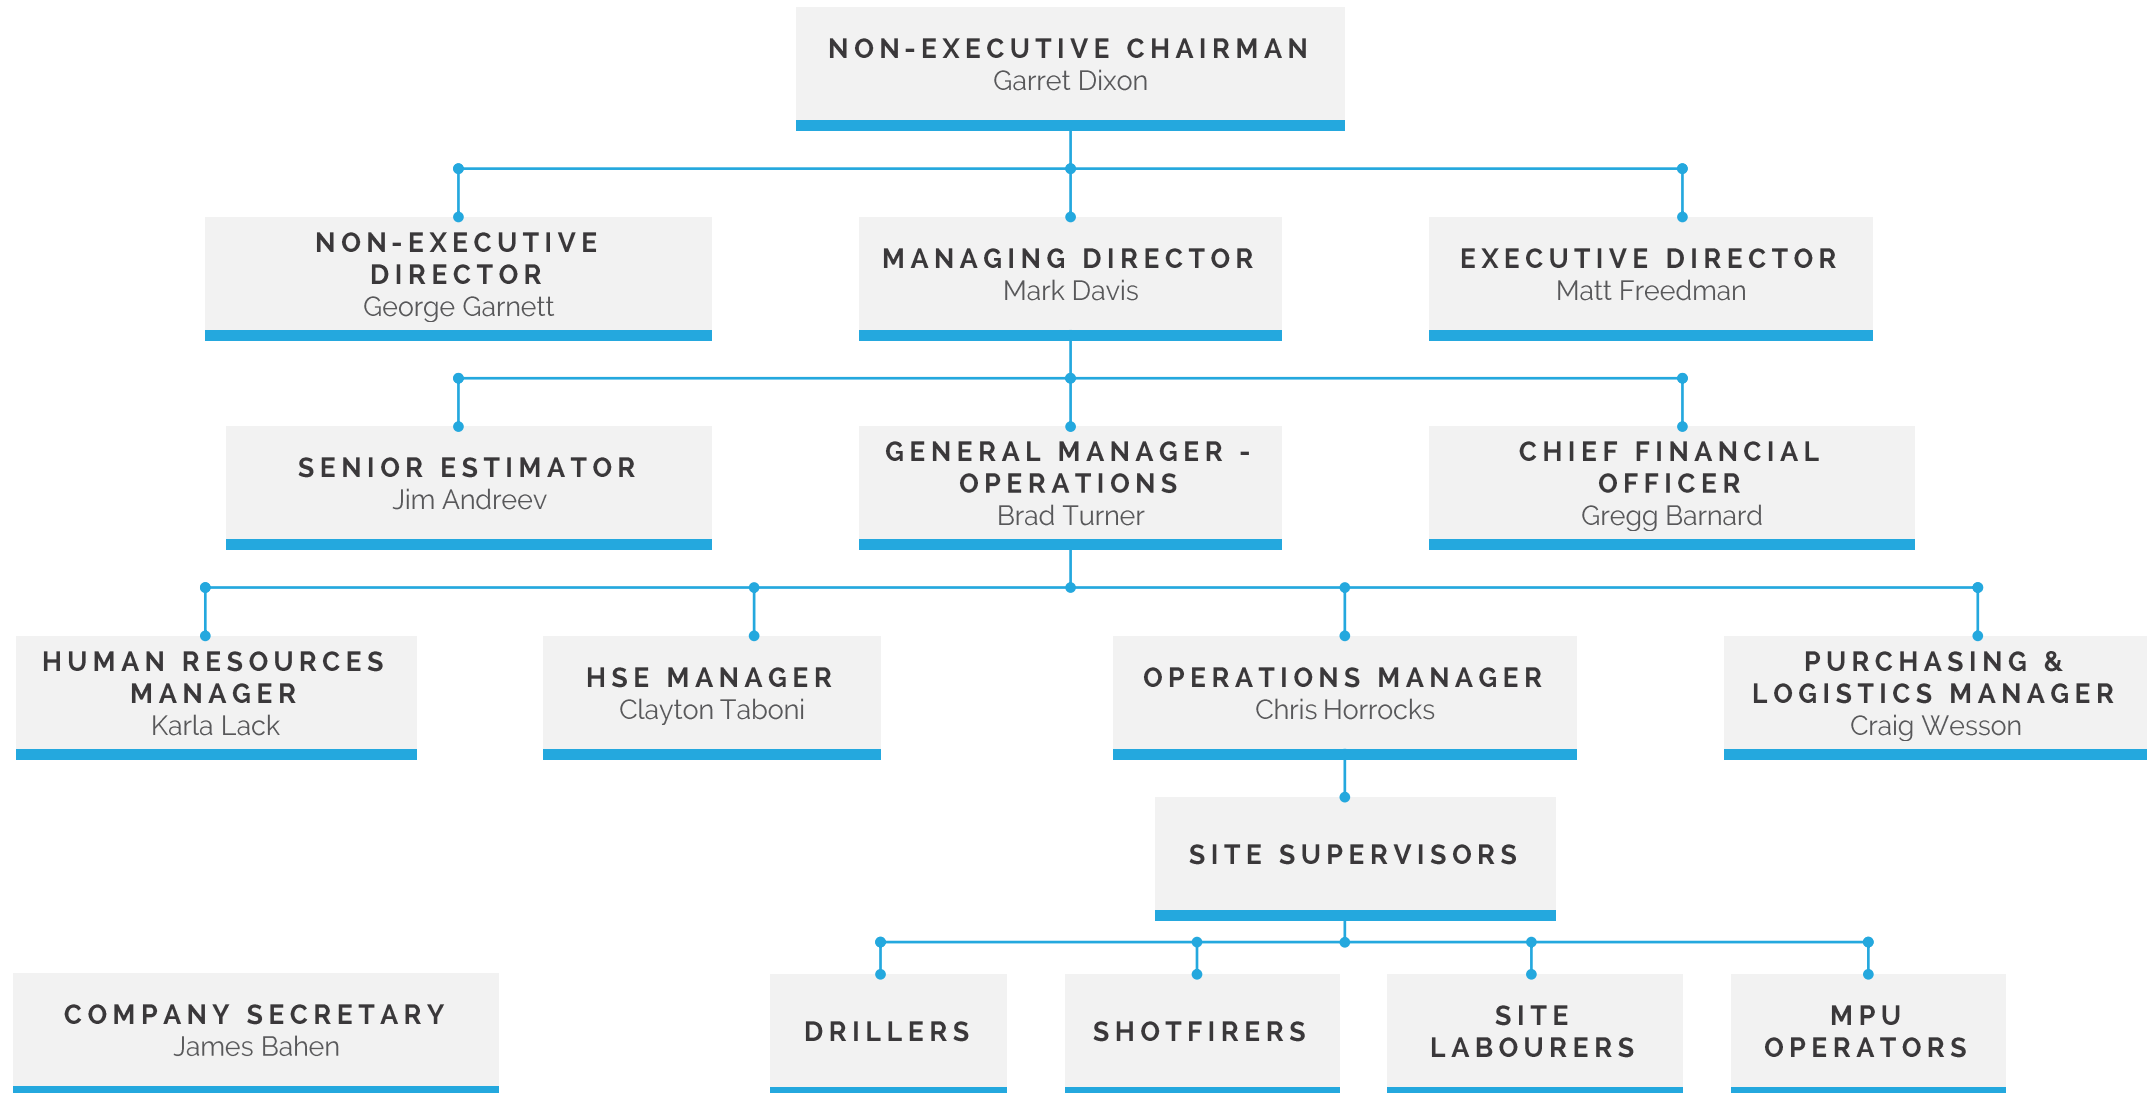 NON-EXECUTIVE CHAIRMAN
Garret Dixon
NON-EXECUTIVE
DIRECTOR
George Garnett
MANAGING DIRECTOR
Mark Davis
EXECUTIVE DIRECTOR
Matt Freedman
SENIOR ESTIMATOR
Jim Andreev
GENERAL MANAGER -
OPERATIONS
Brad Turner
CHIEF FINANCIAL
OFFICER
Gregg Barnard
HUMAN RESOURCES
MANAGER
Karla Lack
HSE MANAGER
Clayton Taboni
OPERATIONS MANAGER
Chris Horrocks
PURCHASING &
LOGISTICS MANAGER
Craig Wesson
SITE SUPERVISORS
COMPANY SECRETARY
James Bahen
DRILLERS
SHOTFIRERS
SITE
LABOURERS
MPU
OPERATORS